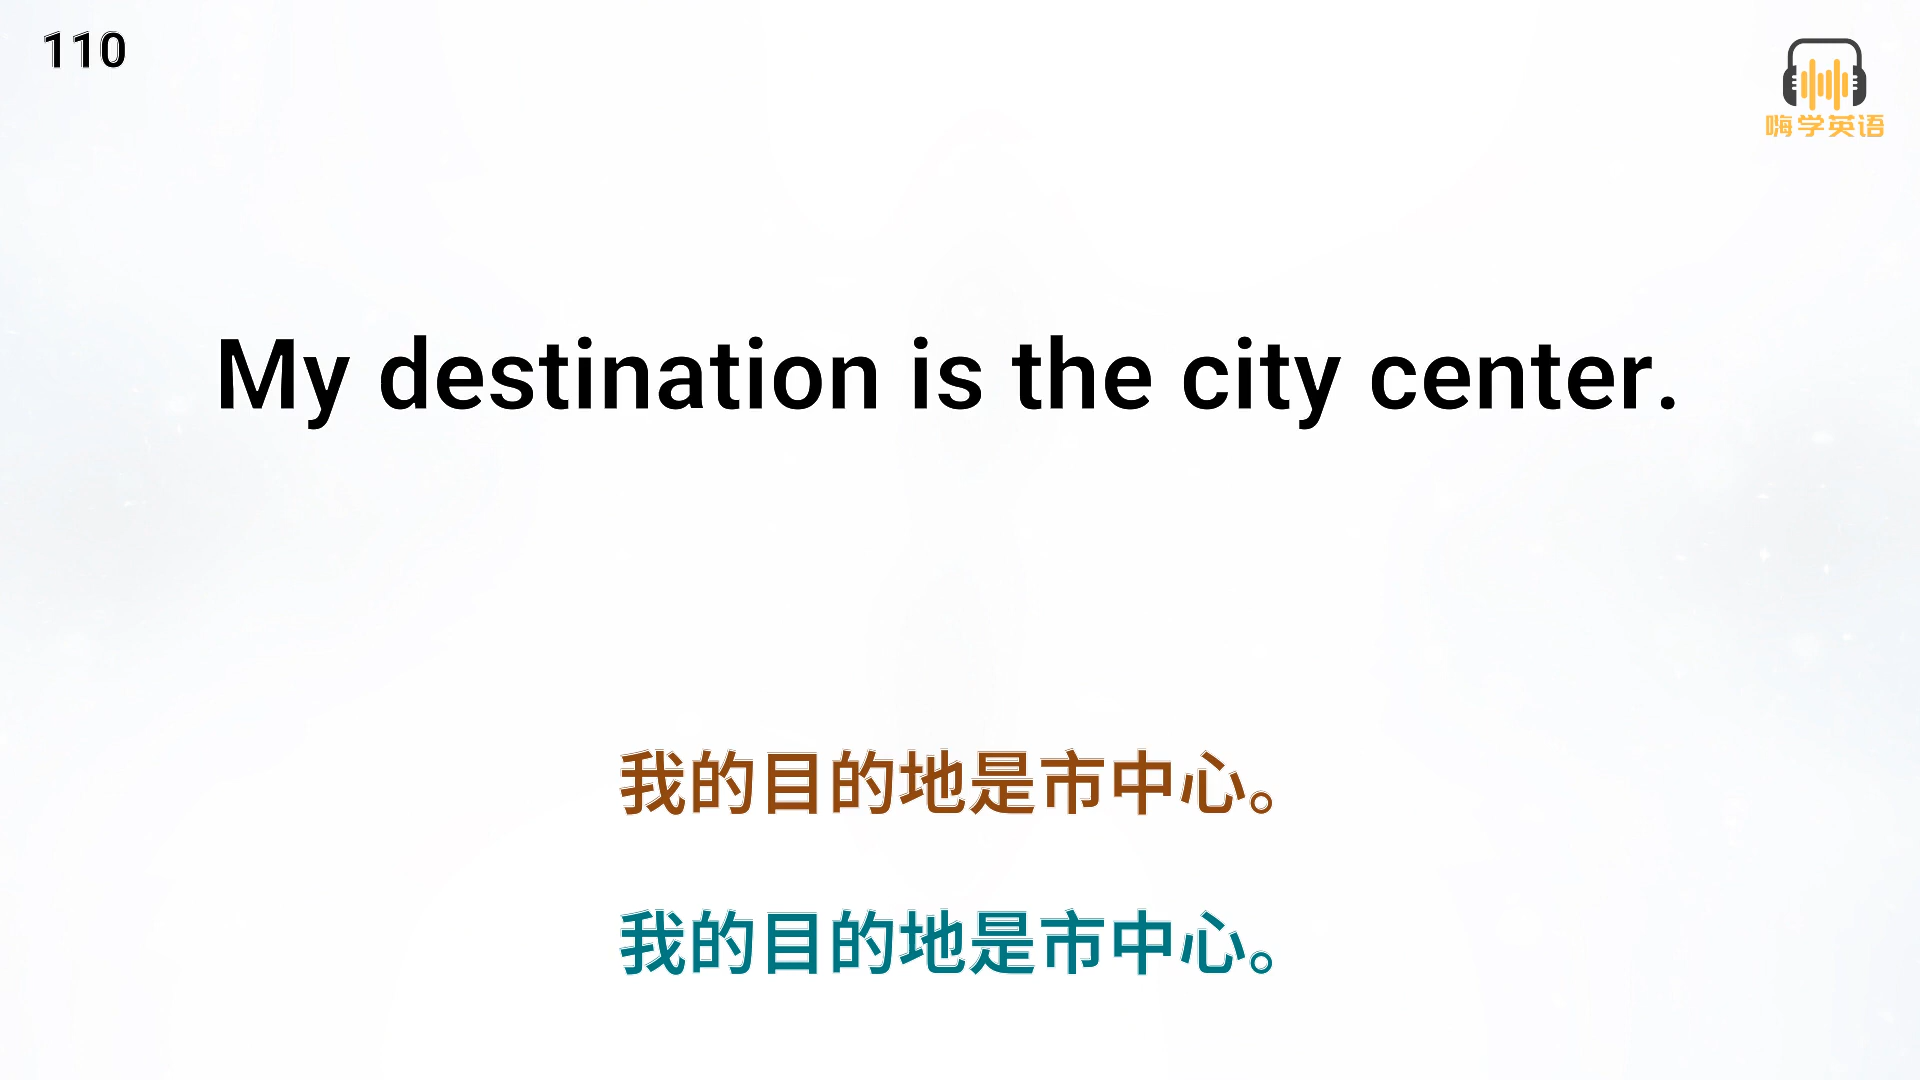 110
嗨学英语
My destination is the city center.
我的目的地是市中心。
我的目的地是市中心。